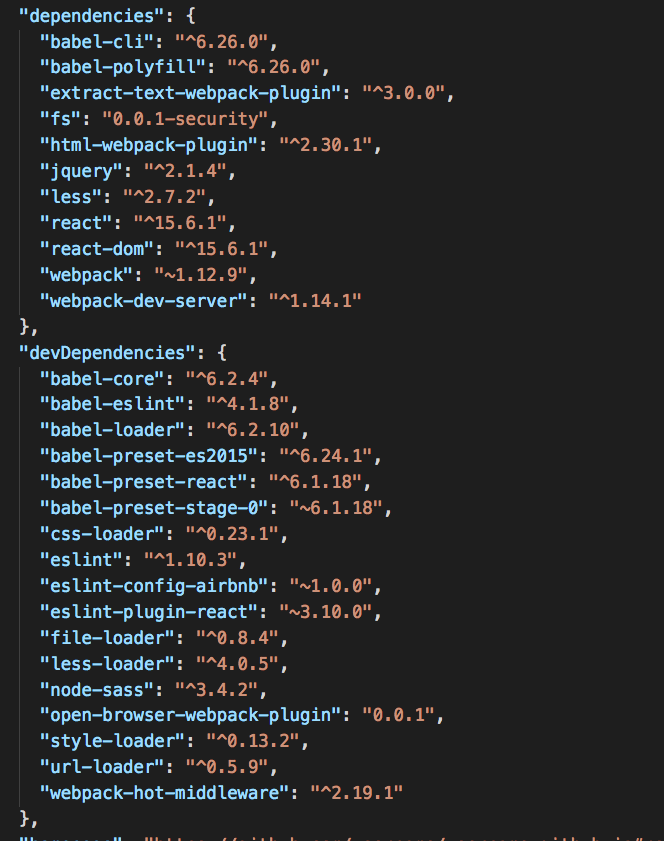 "dependencies": {
"babel-cli": "^6.26.0",
"babel-polyfill": "^6.26.0",
"extract-text-webpack-plugin": "^3.0.0",
"fs": "0.0.1-security",
"html-webpack-plugin": "^2.30.1",
"jquery": "^2.1.4",
"less": "^2.7.2",
"react": "^15.6.1",
"react-dom": "^15.6.1",
"webpack": "~1.12.9",
"webpack-dev-server": "^1.14.1"
},
"devDependencies": {
"babel-core": "^6.2.4",
"babel-eslint": "^4.1.8",
"babel-loader": "^6.2.10",
"babel-preset-es2015": "^6.24.1",
"babel-preset-react": "^6.1.18",
"babel-preset-stage-0": "~6.1.18",
"css-loader": "^0.23.1",
"eslint": "^1.10.3",
"eslint-config-airbnb": "~1.0.0",
"eslint-plugin-react": "~3.10.0",
"file-loader": "^0.8.4",
"less-loader": "^4.0.5",
"node-sass": "^3.4.2",
"open-browser-webpack-plugin": "0.0.1",
"style-loader": "^0.13.2",
"url-loader": "^0.5.9",
"webpack-hot-middleware": "^2.19.1"
},